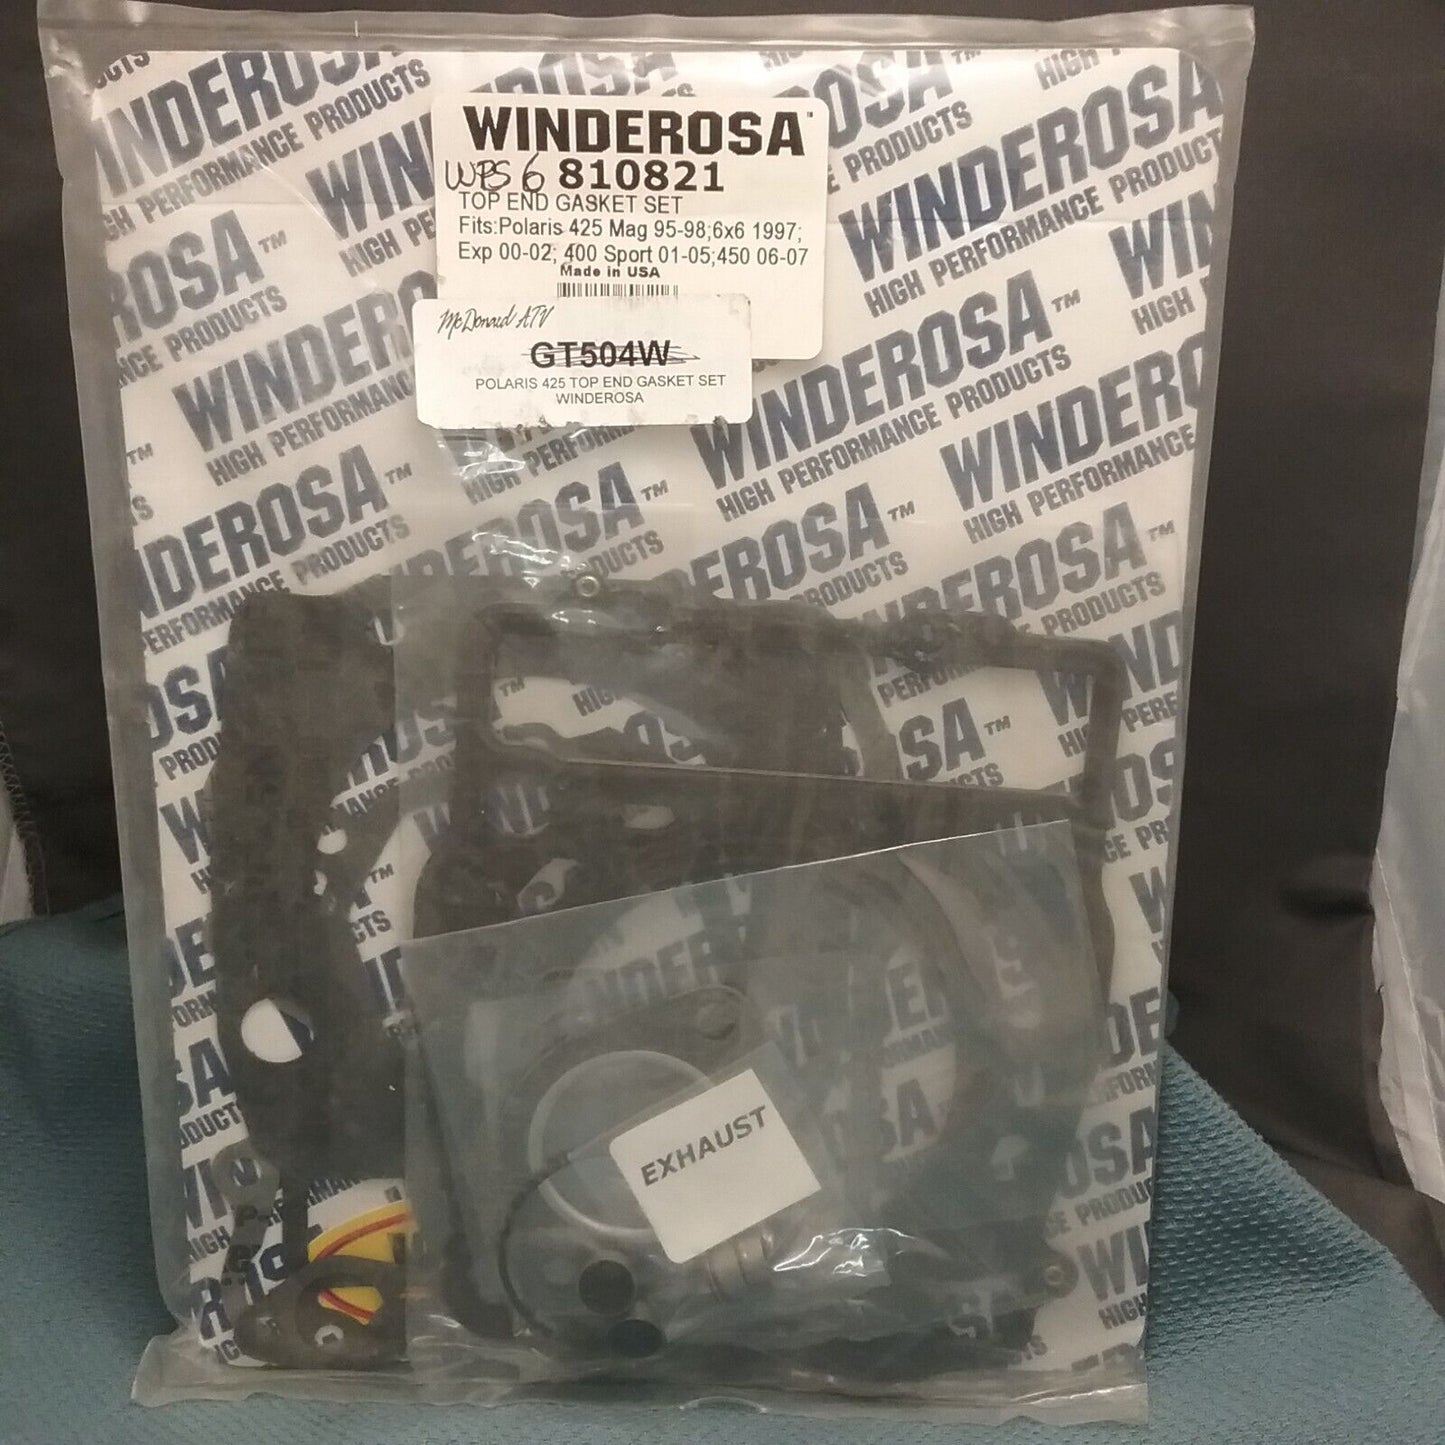 WINDEROSA™
WPS 6 810821
TOP END GASKET SET
Fits:Polaris 425 Mag 95-98;6x6 1997;
Exp 00-02; 400 Sport 01-05;450 06-07
Made in USA
McDonald ATV
GT504W
POLARIS 425 TOP END GASKET SET
WINDEROSA
WINDEROSA™
HIGH PERFORMANCE PRODUCTS
EXHAUST